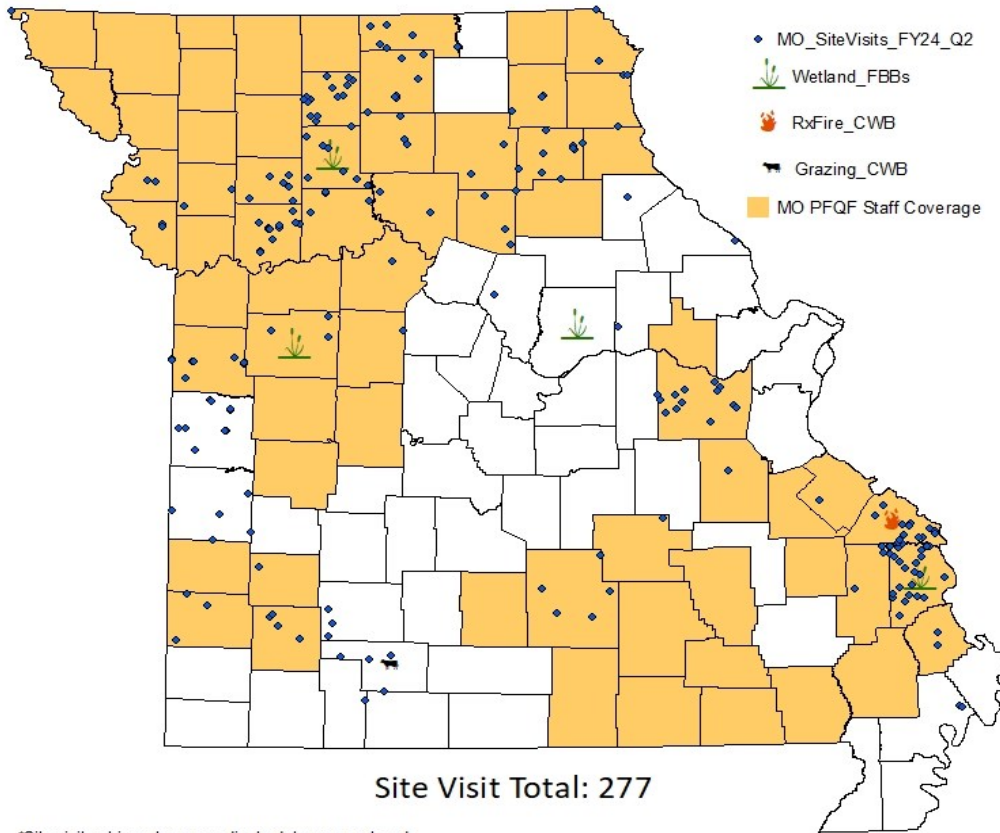 MO_SiteVisits_FY24_Q2
Wetland_FBBs
RxFire_CWB
Grazing_CWB
MO PFQF Staff Coverage
Site Visit Total: 277